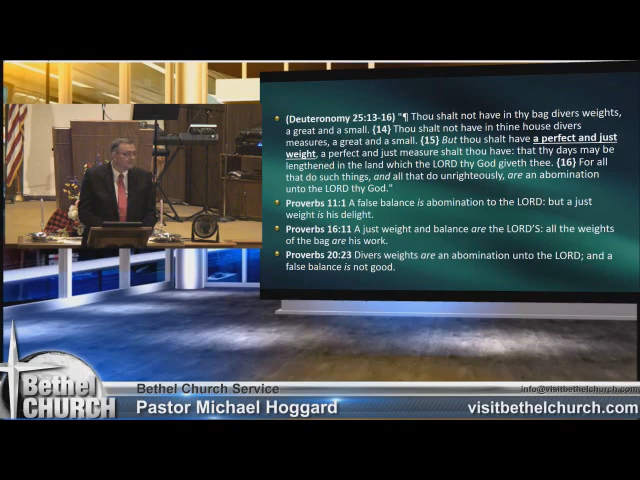 (Deuteronomy 25:13-16) "¶ Thou shalt not have in thy bag divers weights,
a great and a small. {14} Thou shalt not have in thine house divers
measures, a great and a small. {15} But thou shalt have a perfect and just
weight, a perfect and just measure shalt thou have: that thy days may be
lengthened in the land which the LORD thy God giveth thee. {16} For all
that do such things, and all that do unrighteously, are an abomination
unto the LORD thy God."
Proverbs 11:1 A false balance is abomination to the LORD: but a just
weight is his delight.
Proverbs 16:11 A just weight and balance are the LORD'S: all the weights
of the bag are his work.
Proverbs 20:23 Divers weights are an abomination unto the LORD; and a
false balance is not good.
Bethel
CHURCH
Bethel Church Service
info@visitbethelchurch.com
Pastor Michael Hoggard
visitbethelchurch.com